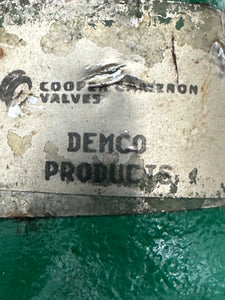 COOPER CAMERON
VALVES
DEMCO
PRODUCTS